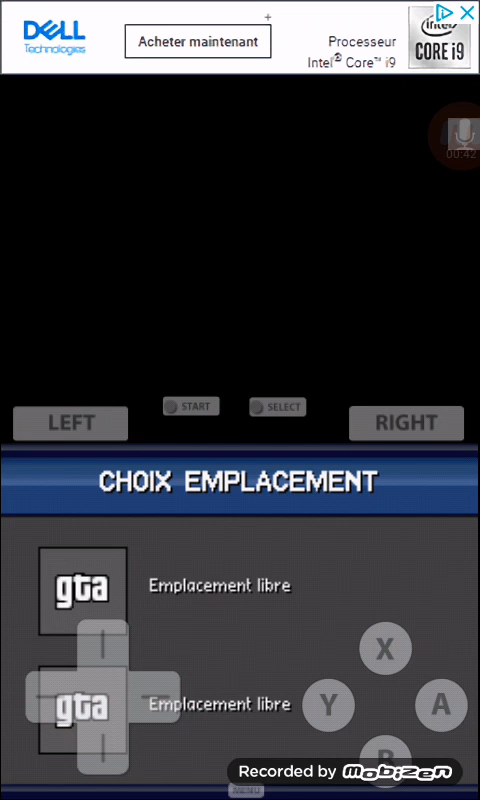 DELL
Technologies
Acheter maintenant
Processeur
Intel® Core™ i9
intel
CORE i9
00:42
START
SELECT
LEFT
RIGHT
CHOIX EMPLACEMENT
gta
Emplacement libre
X
gta
Emplacement libre
Y
A
B
Recorded by MOBIZEN
MENU